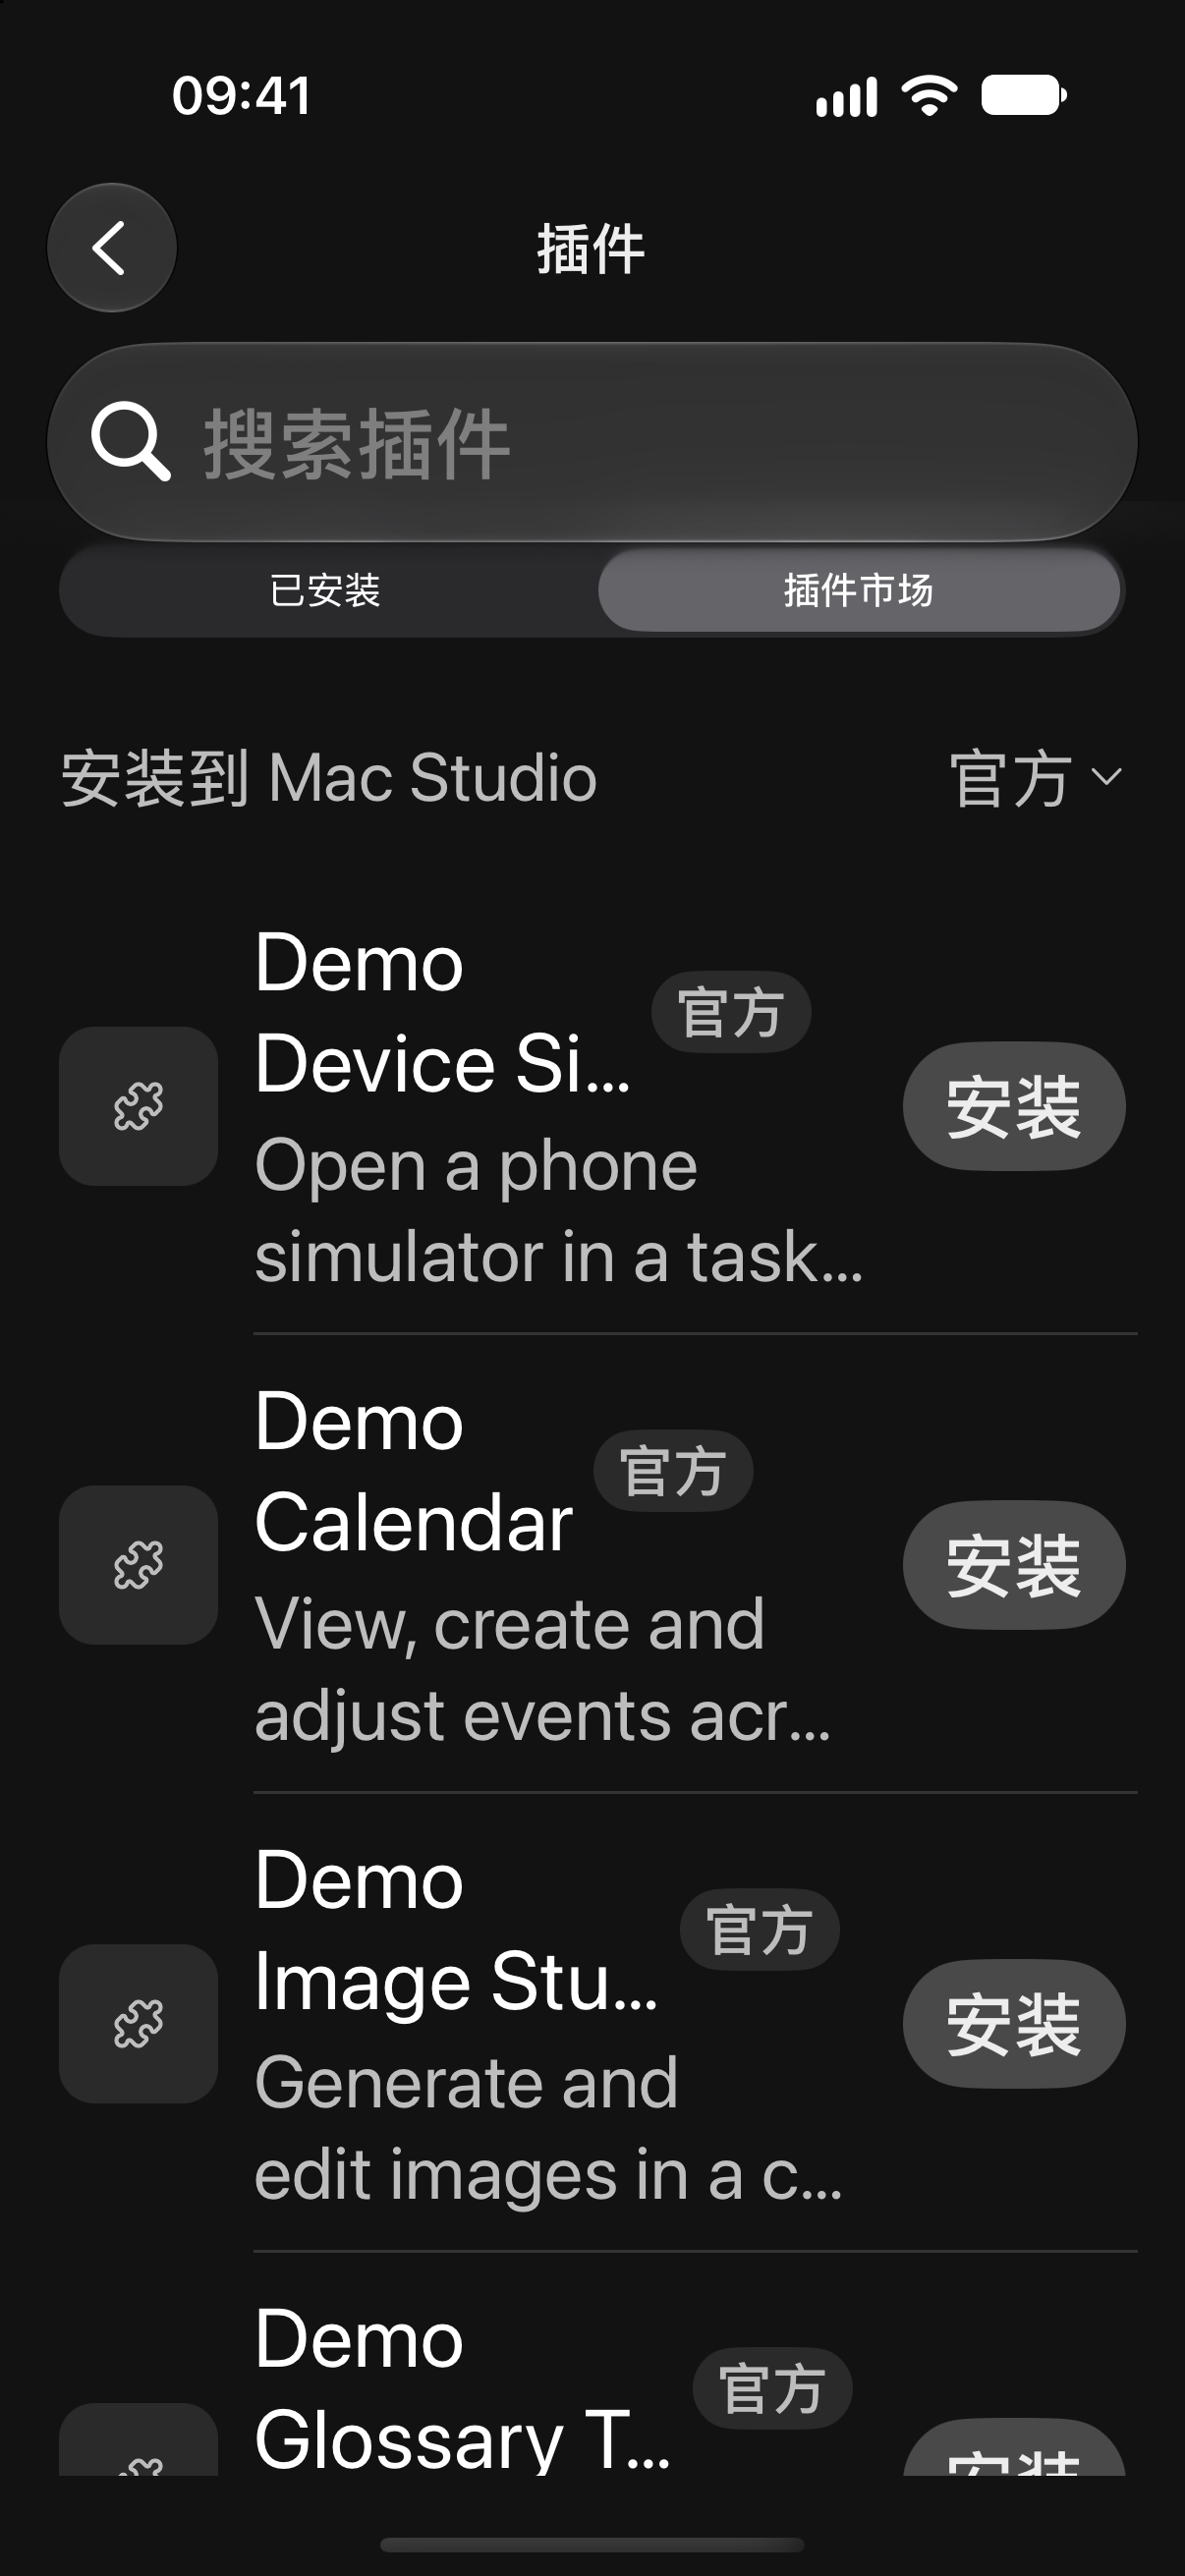 09:41
插件
搜索插件
已安装
插件市场
安装到 Mac Studio
官方
Demo
Device Si...
官方
Open a phone
simulator in a task...
安装
Demo
Calendar
官方
View, create and
adjust events acr...
安装
Demo
Image Stu...
官方
Generate and
edit images in a c...
安装
Demo
Glossary T...
官方
安装